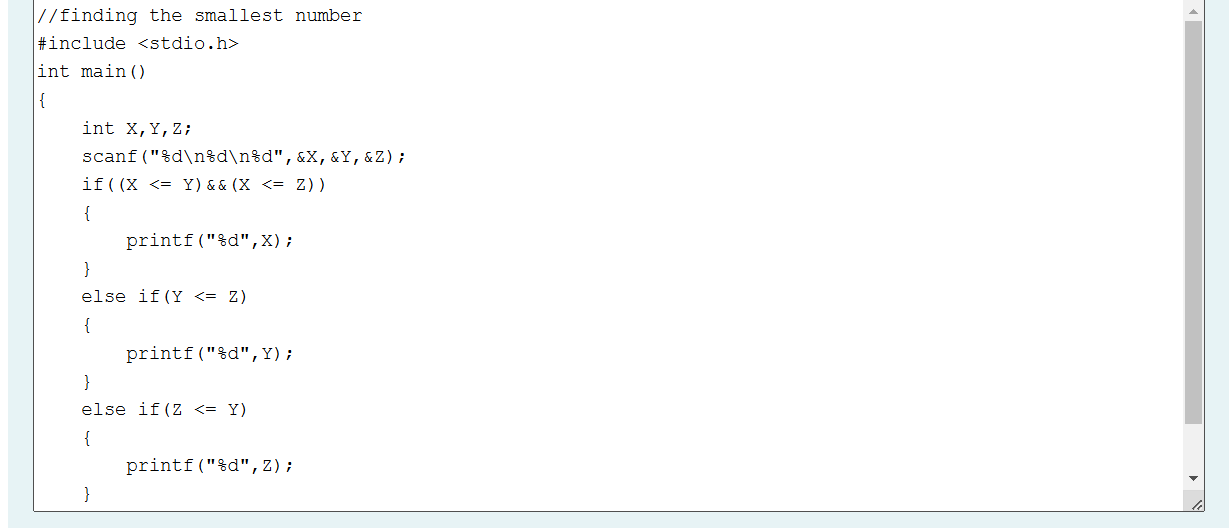 //finding the smallest number
#include <stdio.h>
int main()
{
    int X,Y,Z;
    scanf("%d\n%d\n%d",&X,&Y,&Z);
    if((X <= Y)&&(X <= Z))
    {
        printf("%d",X);
    }
    else if(Y <= Z)
    {
        printf("%d",Y);
    }
    else if(Z <= Y)
    {
        printf("%d",Z);
    }